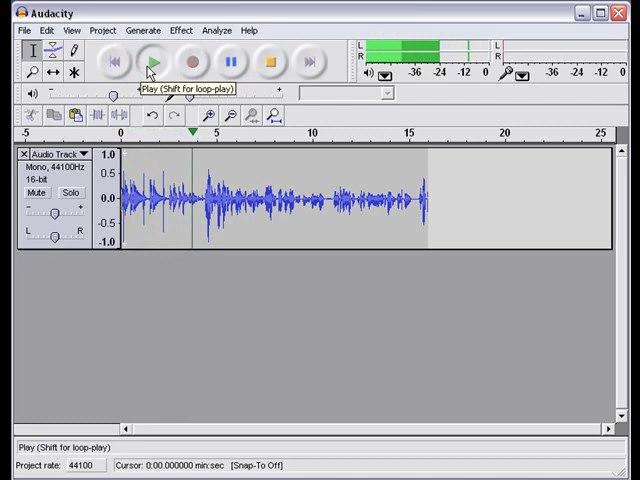 Audacity
File Edit View Project Generate Effect Analyze Help
L
R
-36 -24 -12 0
L
R
-36 -24 -12 0
Play (Shift for loop-play)
- + - +
-5 0 5 10 15 20 25
Audio Track
Mono, 44100Hz
16-bit
Mute Solo
- +
L R
1.0
0.5
0.0
-0.5
-1.0
Play (Shift for loop-play)
Project rate: 44100 Cursor: 0:00.000000 min:sec [Snap-To Off]